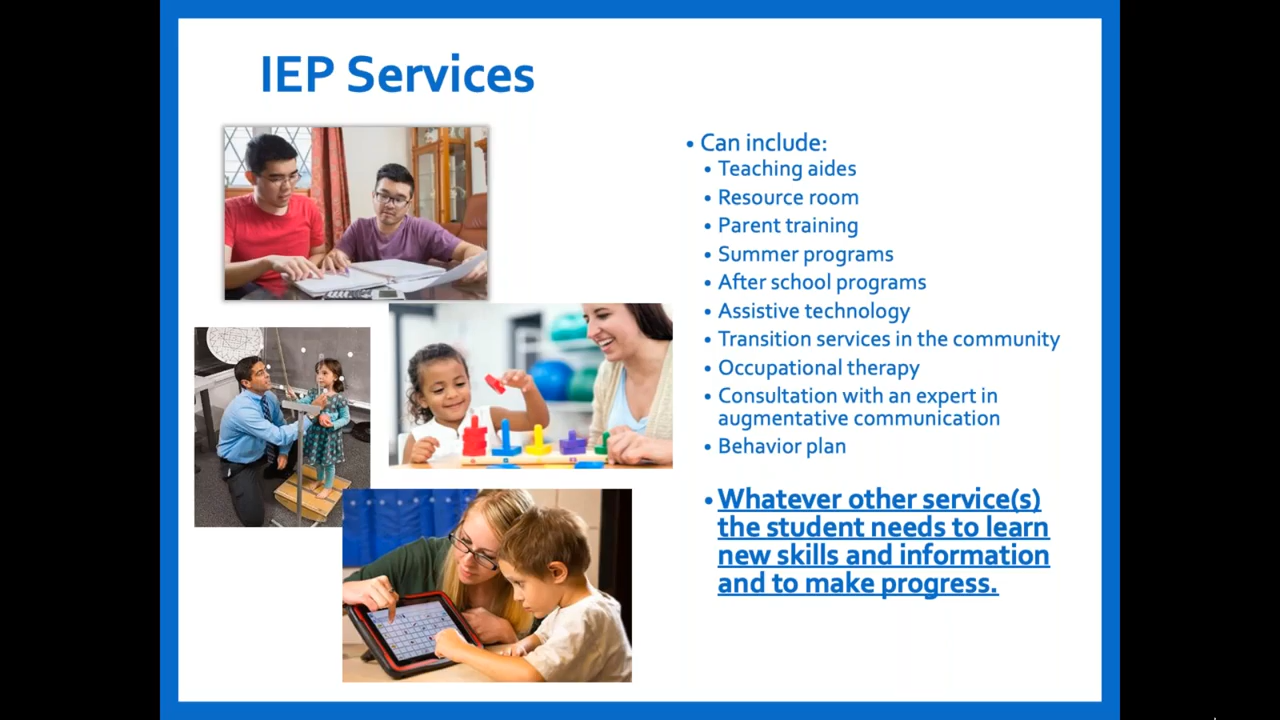 IEP Services
• Can include:
• Teaching aides
• Resource room
• Parent training
• Summer programs
• After school programs
• Assistive technology
• Transition services in the community
• Occupational therapy
• Consultation with an expert in
augmentative communication
• Behavior plan
• Whatever other service(s)
the student needs to learn
new skills and information
and to make progress.